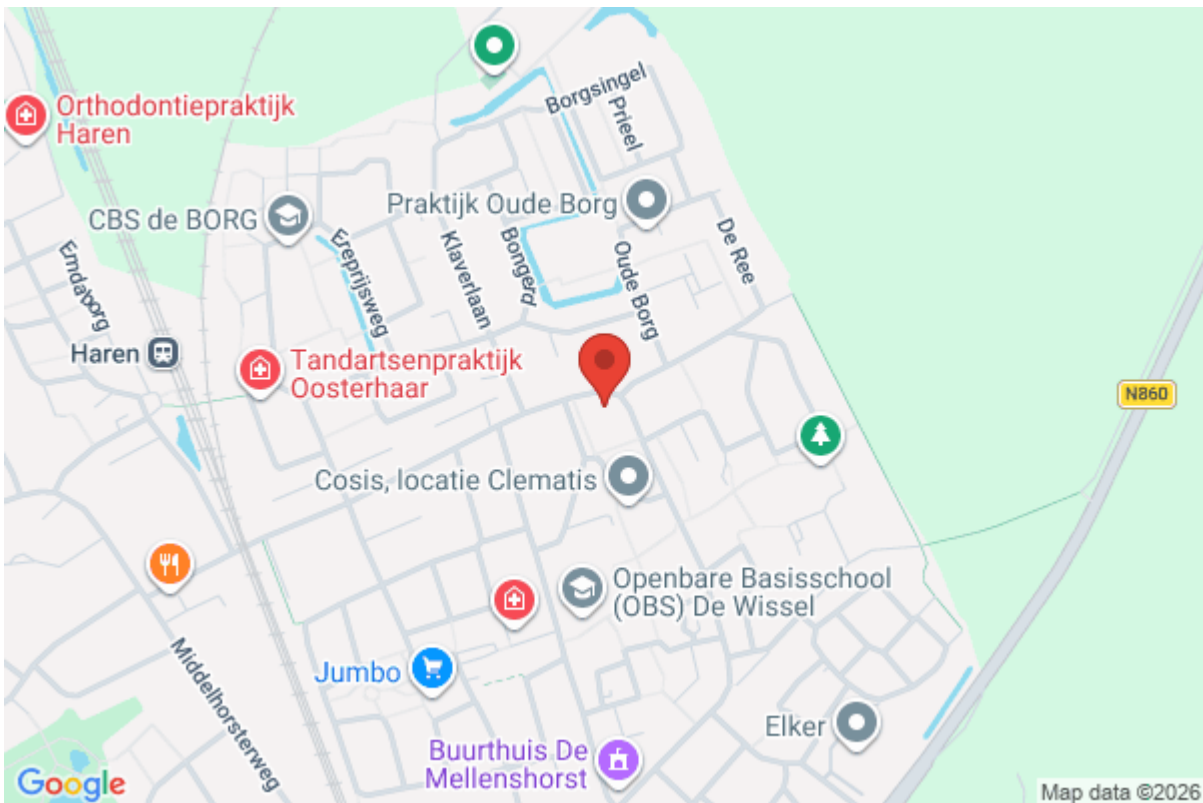 Borgsingel
Orthodontiepraktijk
Haren
Prieel
Praktijk Oude Borg
CBS de BORG
Ereprijsweg
Klaverlaan
Bongerd
Oude Borg
De Ree
Emdaborg
Haren
Tandartsenpraktijk
Oosterhaar
N860
Cosis, locatie Clematis
Openbare Basisschool
(OBS) De Wissel
Middelhorsterweg
Jumbo
Elker
Buurthuis De
Mellenshorst
Google
Map data ©2026